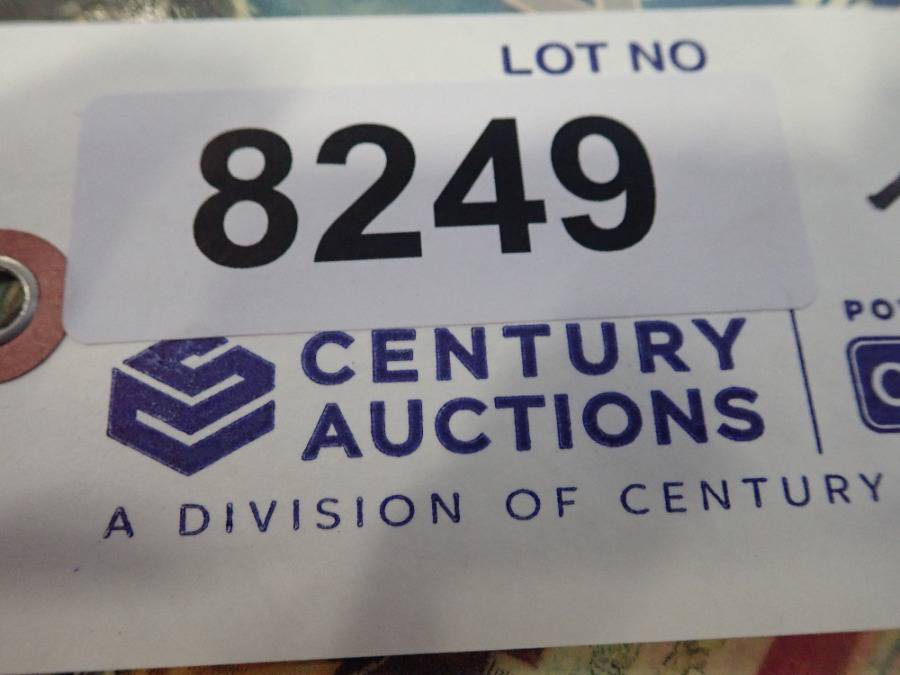 LOT NO
8249
CENTURY
AUCTIONS
A DIVISION OF CENTURY